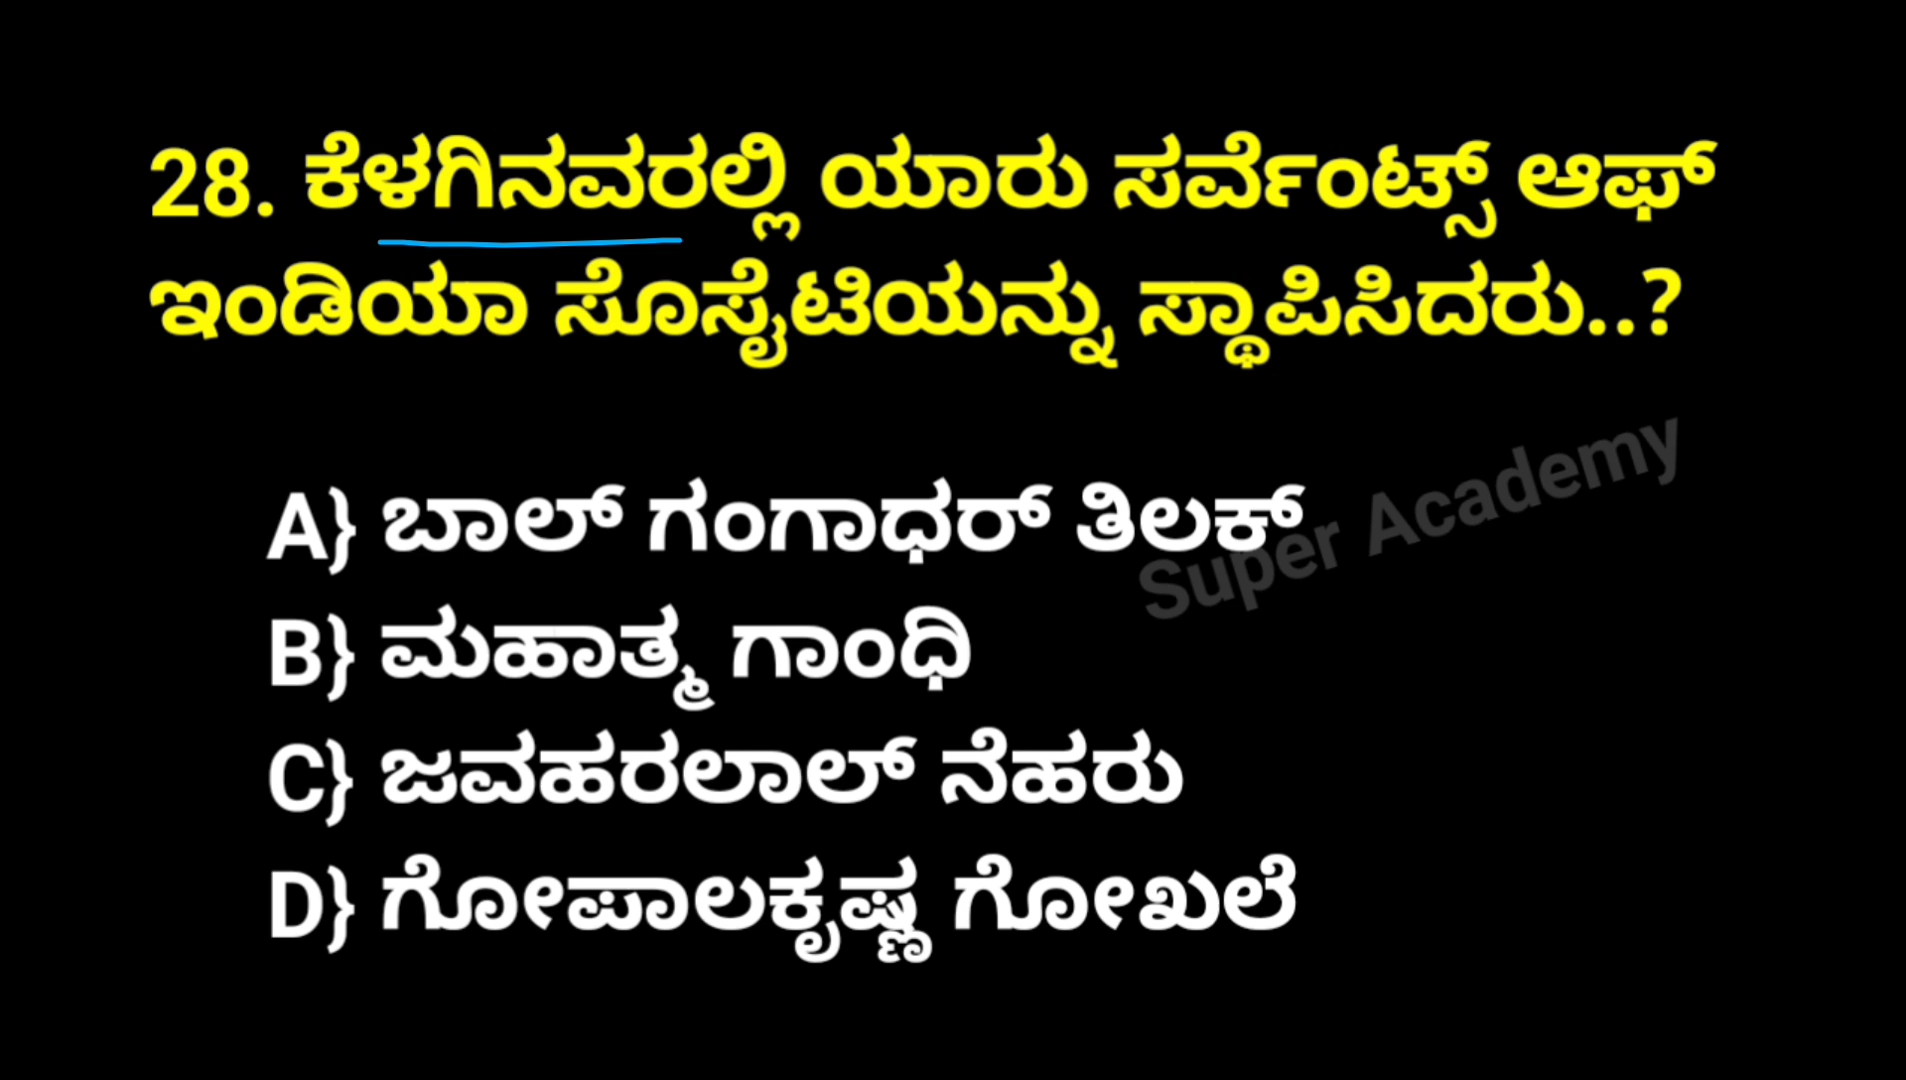 28. ಕೆಳಗಿನವರಲ್ಲಿ ಯಾರು ಸರ್ವೆಂಟ್ಸ್ ಆಫ್
ಇಂಡಿಯಾ ಸೊಸೈಟಿಯನ್ನು ಸ್ಥಾಪಿಸಿದರು..?
A} ಬಾಲ್ ಗಂಗಾಧರ್ ತಿಲಕ್
Super Academy
B} ಮಹಾತ್ಮ ಗಾಂಧಿ
C} ಜವಹರಲಾಲ್ ನೆಹರು
D} ಗೋಪಾಲಕೃಷ್ಣ ಗೋಖಲೆ